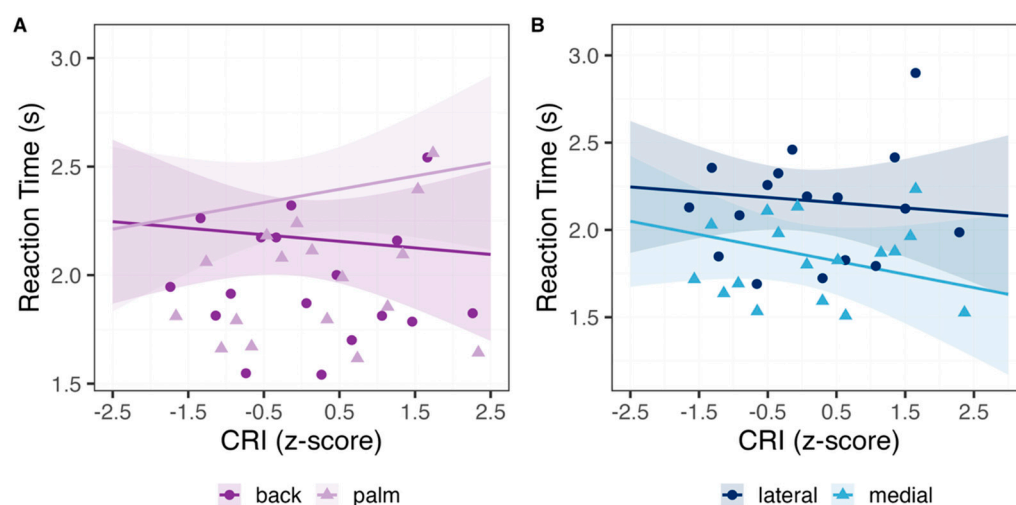 A
B
Reaction Time (s)
3.0
2.5
2.0
1.5
-2.5 -1.5 -0.5 0.5 1.5 2.5
CRI (z-score)
back palm
Reaction Time (s)
3.0
2.5
2.0
1.5
-2.5 -1.5 -0.5 0.5 1.5 2.5
CRI (z-score)
lateral medial